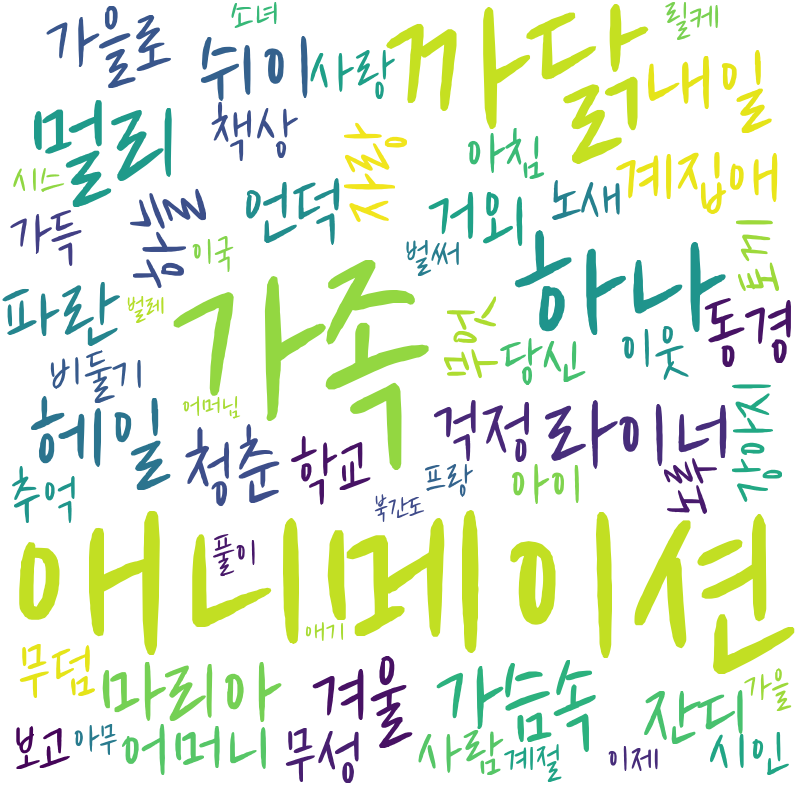 소녀
릴케
가을로
쉬이
사랑
까닭
내일
멀리
책상
사랑
아침
계집애
시스
언덕
거외
노새
가득
이국
벌써
토끼
파란
벌레
가족
하나
동경
무엇
당신
이웃
비둘기
어머님
헤일
청춘
학교
걱정
라이너
강아지
추억
프랑
아이
노루
북간도
애니메이션
풀이
애기
무덤
마리아
겨울
가슴속
잔디
가을
보고
아무
어머니
무성
사람
계절
이제
시인